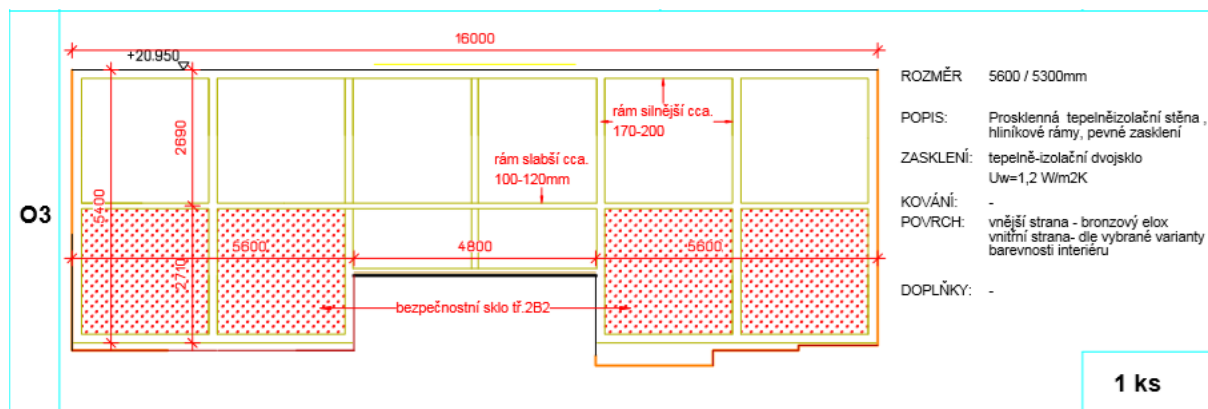 16000
+20.950
rám silnější cca.
170-200
2690
rám slabší cca.
100-120mm
5400
5600
4800
5600
2710
bezpečnostní sklo tř.2B2
O3
ROZMĚR 5600 / 5300mm
POPIS: Prosklenná tepelněizolační stěna ,
hliníkové rámy, pevné zasklení
ZASKLENÍ: tepelně-izolační dvojsklo
Uw=1,2 W/m2K
KOVÁNÍ: -
POVRCH: vnější strana - bronzový elox
vnitřní strana- dle vybrané varianty
barevnosti interiéru
DOPLŇKY: -
1 ks